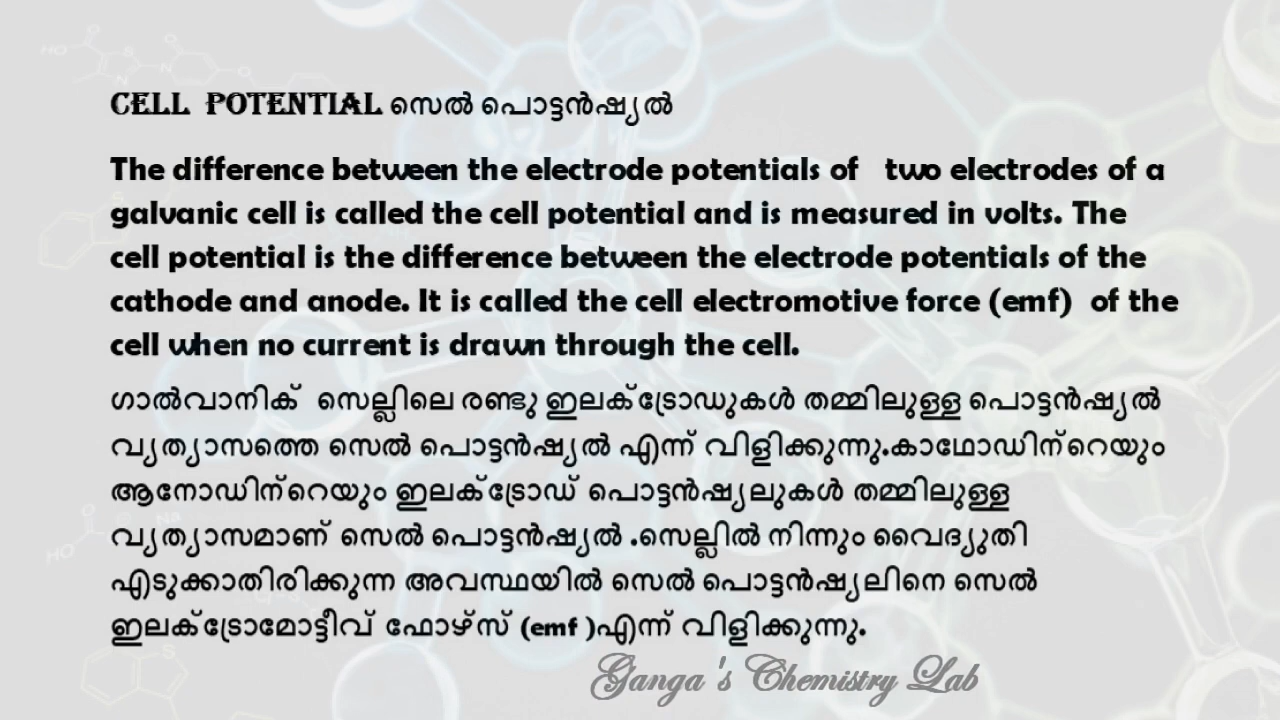 CELL POTENTIAL സെൽ പൊട്ടൻഷ്യൽ
The difference between the electrode potentials of two electrodes of a
galvanic cell is called the cell potential and is measured in volts. The
cell potential is the difference between the electrode potentials of the
cathode and anode. It is called the cell electromotive force (emf) of the
cell when no current is drawn through the cell.
ഗാൽവാനിക് സെല്ലിലെ രണ്ടു ഇലക്ട്രോഡുകൾ തമ്മിലുള്ള പൊട്ടൻഷ്യൽ
വ്യത്യാസത്തെ സെൽ പൊട്ടൻഷ്യൽ എന്ന് വിളിക്കുന്നു.കാഥോഡിന്റെയും
ആനോഡിന്റെയും ഇലക്ട്രോഡ് പൊട്ടൻഷ്യലുകൾ തമ്മിലുള്ള
വ്യത്യാസമാണ് സെൽ പൊട്ടൻഷ്യൽ .സെല്ലിൽ നിന്നും വൈദ്യുതി
എടുക്കാതിരിക്കുന്ന അവസ്ഥയിൽ സെൽ പൊട്ടൻഷ്യലിനെ സെൽ
ഇലക്ട്രോമോട്ടീവ് ഫോഴ്സ് (emf )എന്ന് വിളിക്കുന്നു.
Ganga's Chemistry Lab